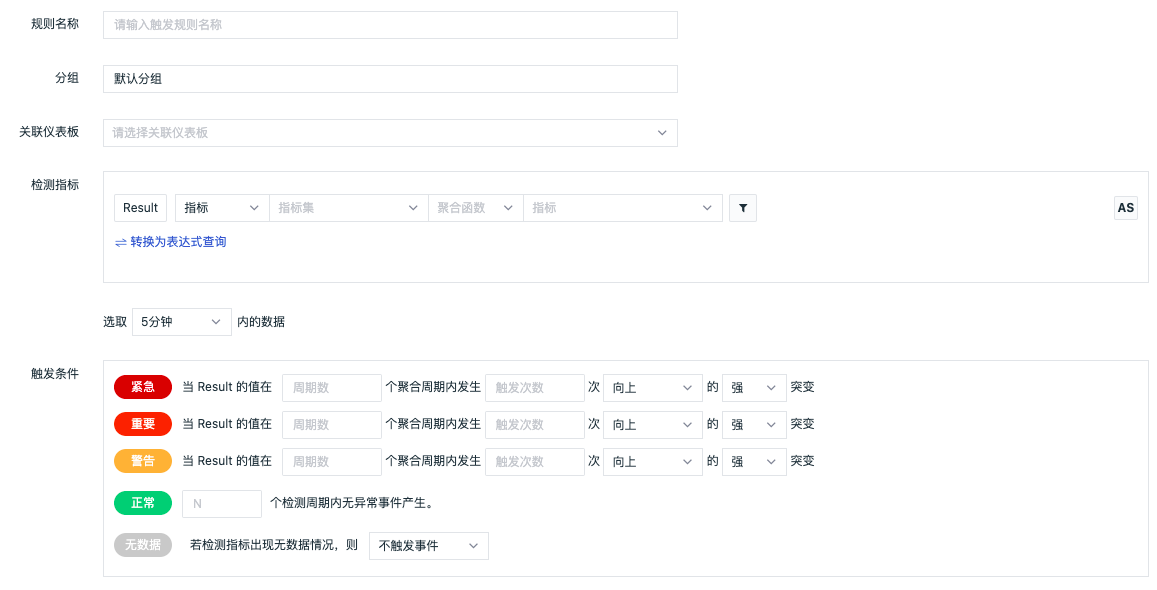 规则名称 请输入触发规则名称
分组 默认分组
关联仪表板 请选择关联仪表板
检测指标
Result 指标 指标集 聚合函数 指标 AS
⇌ 转换为表达式查询
选取 5分钟 内的数据
触发条件
紧急 当 Result 的值在 周期数 个聚合周期内发生 触发次数 次 向上 的 强 突变
重要 当 Result 的值在 周期数 个聚合周期内发生 触发次数 次 向上 的 强 突变
警告 当 Result 的值在 周期数 个聚合周期内发生 触发次数 次 向上 的 强 突变
正常 N 个检测周期内无异常事件产生。
无数据 若检测指标出现无数据情况，则 不触发事件